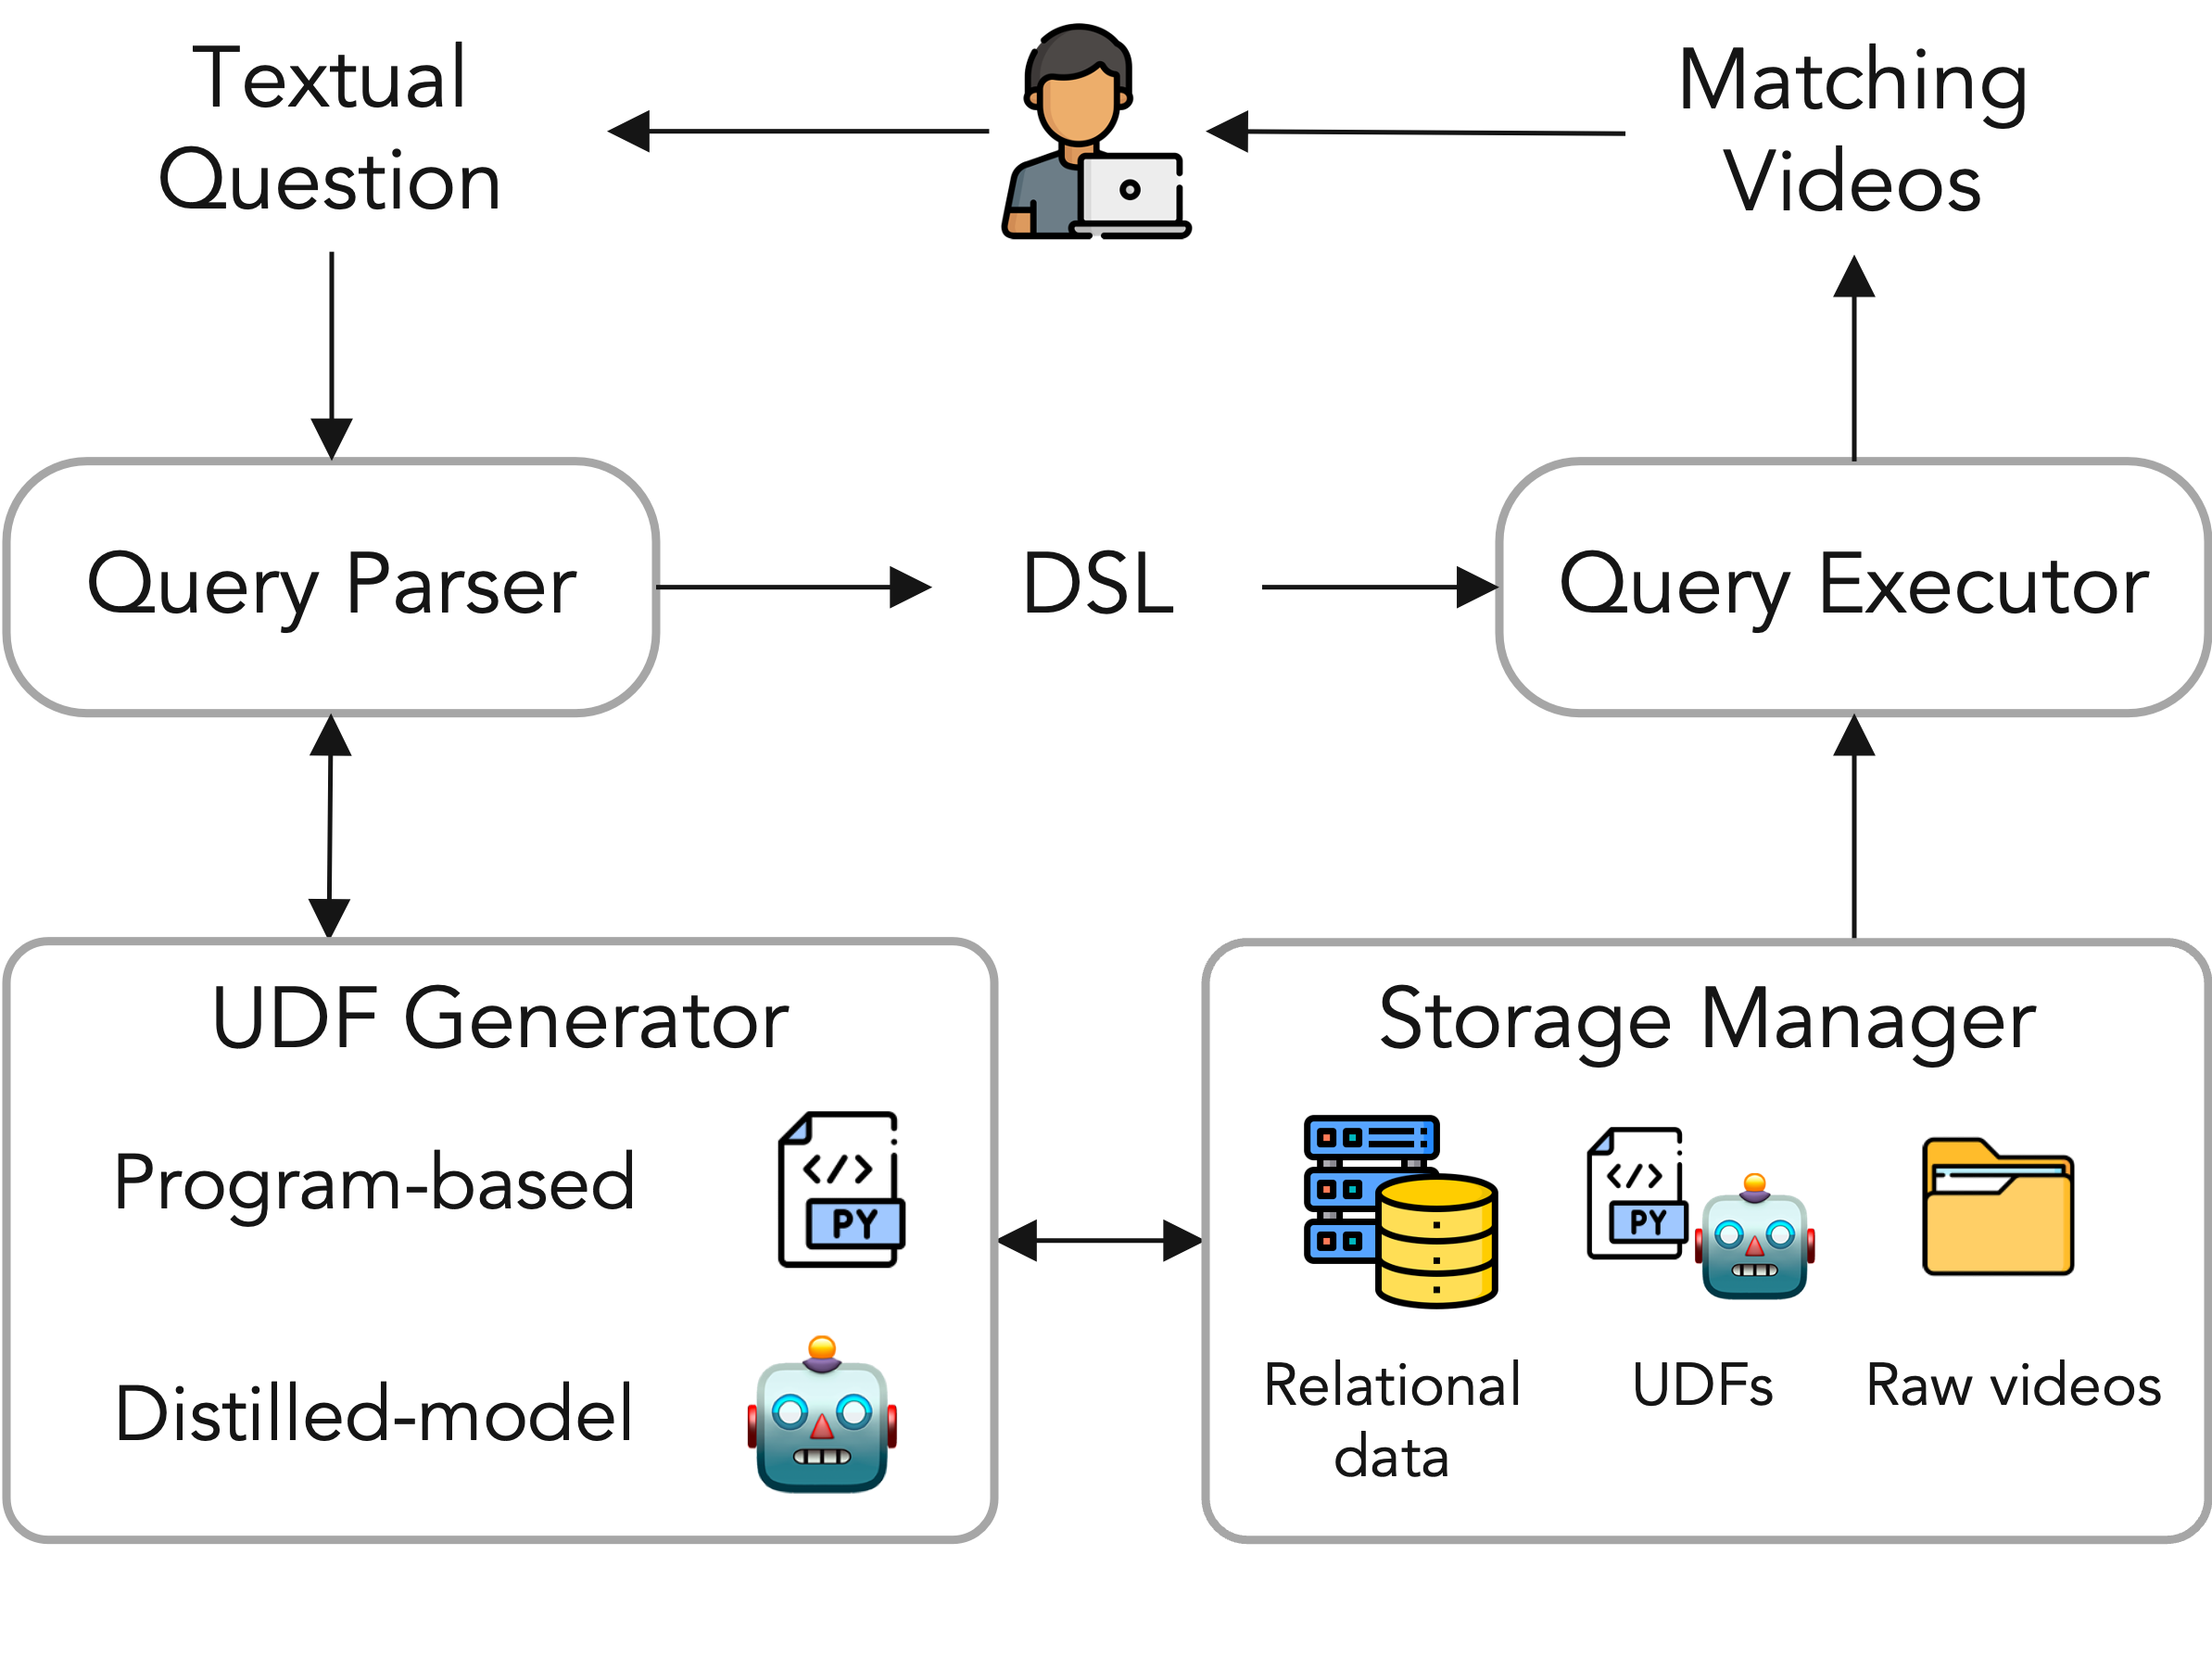 Textual
Question
Matching
Videos
Query Parser
DSL
Query Executor
UDF Generator
Program-based
PY
Distilled-model
Storage Manager
PY
Relational
data
UDFs
Raw videos